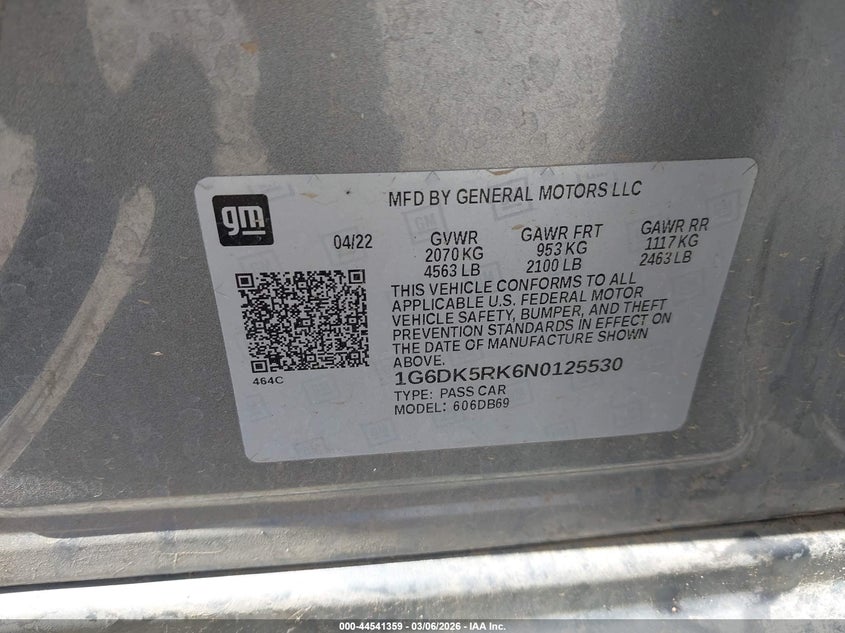 MFD BY GENERAL MOTORS LLC
gm
04/22
GVWR GAWR FRT GAWR RR
2070 KG 953 KG 1117 KG
4563 LB 2100 LB 2463 LB
THIS VEHICLE CONFORMS TO ALL
APPLICABLE U.S. FEDERAL MOTOR
VEHICLE SAFETY, BUMPER, AND THEFT
PREVENTION STANDARDS IN EFFECT ON
THE DATE OF MANUFACTURE SHOWN
ABOVE.
464C
1G6DK5RK6N0125530
TYPE: PASS CAR
MODEL: 606DB69
000-44541359 - 03/06/2026 - IAA Inc.